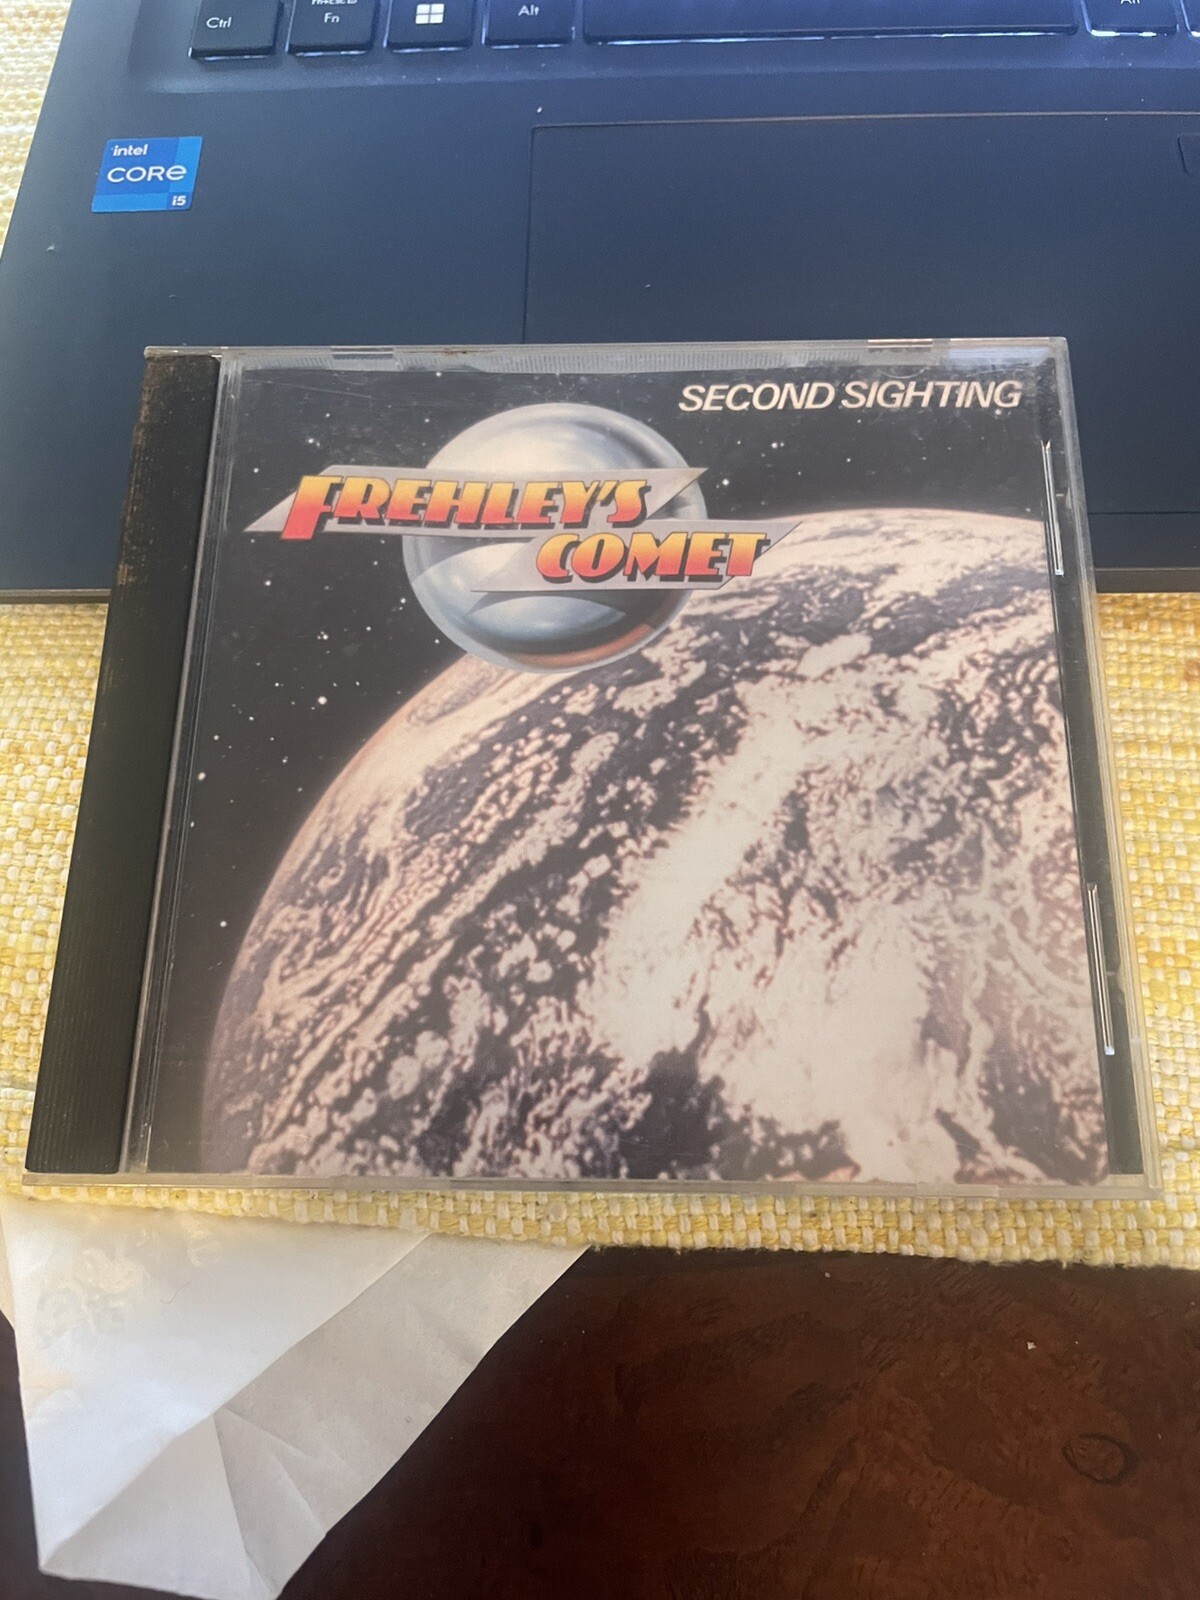 Ctrl
Fn
Alt
intel
CORE
i5
SECOND SIGHTING
FREHLEY'S
COMET